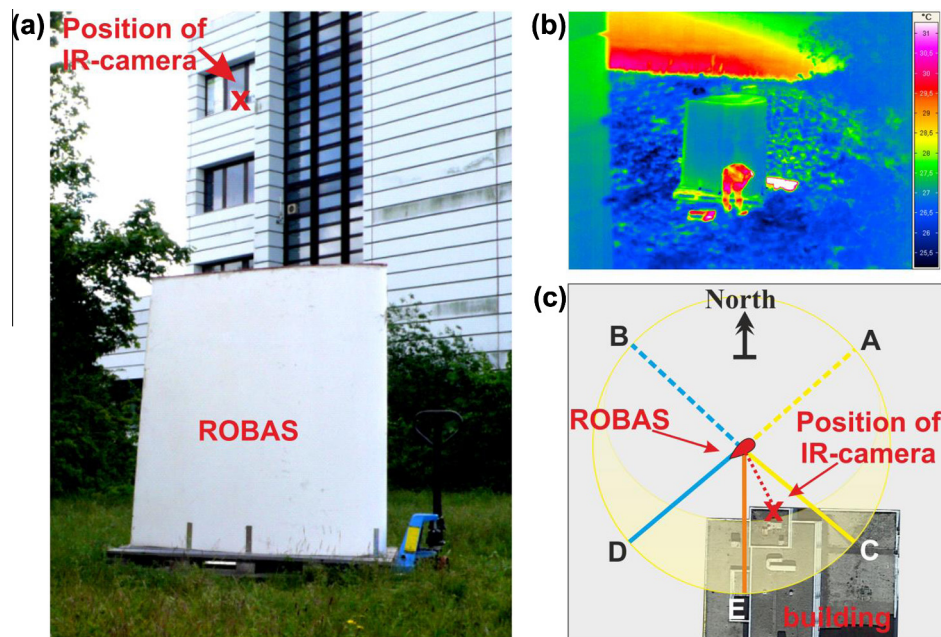 (a)
Position of
IR-camera
X
ROBAS
(b)
°C
31
30,5
30
29,5
29
28,5
28
27,5
27
26,5
26
25,5
(c)
North
B
A
ROBAS
Position of
IR-camera
X
D
C
E
building